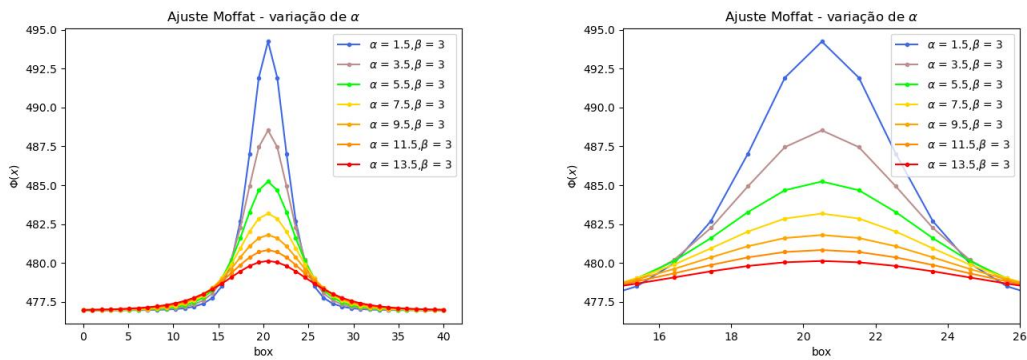 Ajuste Moffat - variação de α
495.0
492.5
490.0
487.5
485.0
482.5
480.0
477.5
Φ(x)
α = 1.5,β = 3
α = 3.5,β = 3
α = 5.5,β = 3
α = 7.5,β = 3
α = 9.5,β = 3
α = 11.5,β = 3
α = 13.5,β = 3
0 5 10 15 20 25 30 35 40
box
Ajuste Moffat - variação de α
495.0
492.5
490.0
487.5
485.0
482.5
480.0
477.5
Φ(x)
α = 1.5,β = 3
α = 3.5,β = 3
α = 5.5,β = 3
α = 7.5,β = 3
α = 9.5,β = 3
α = 11.5,β = 3
α = 13.5,β = 3
16 18 20 22 24 26
box